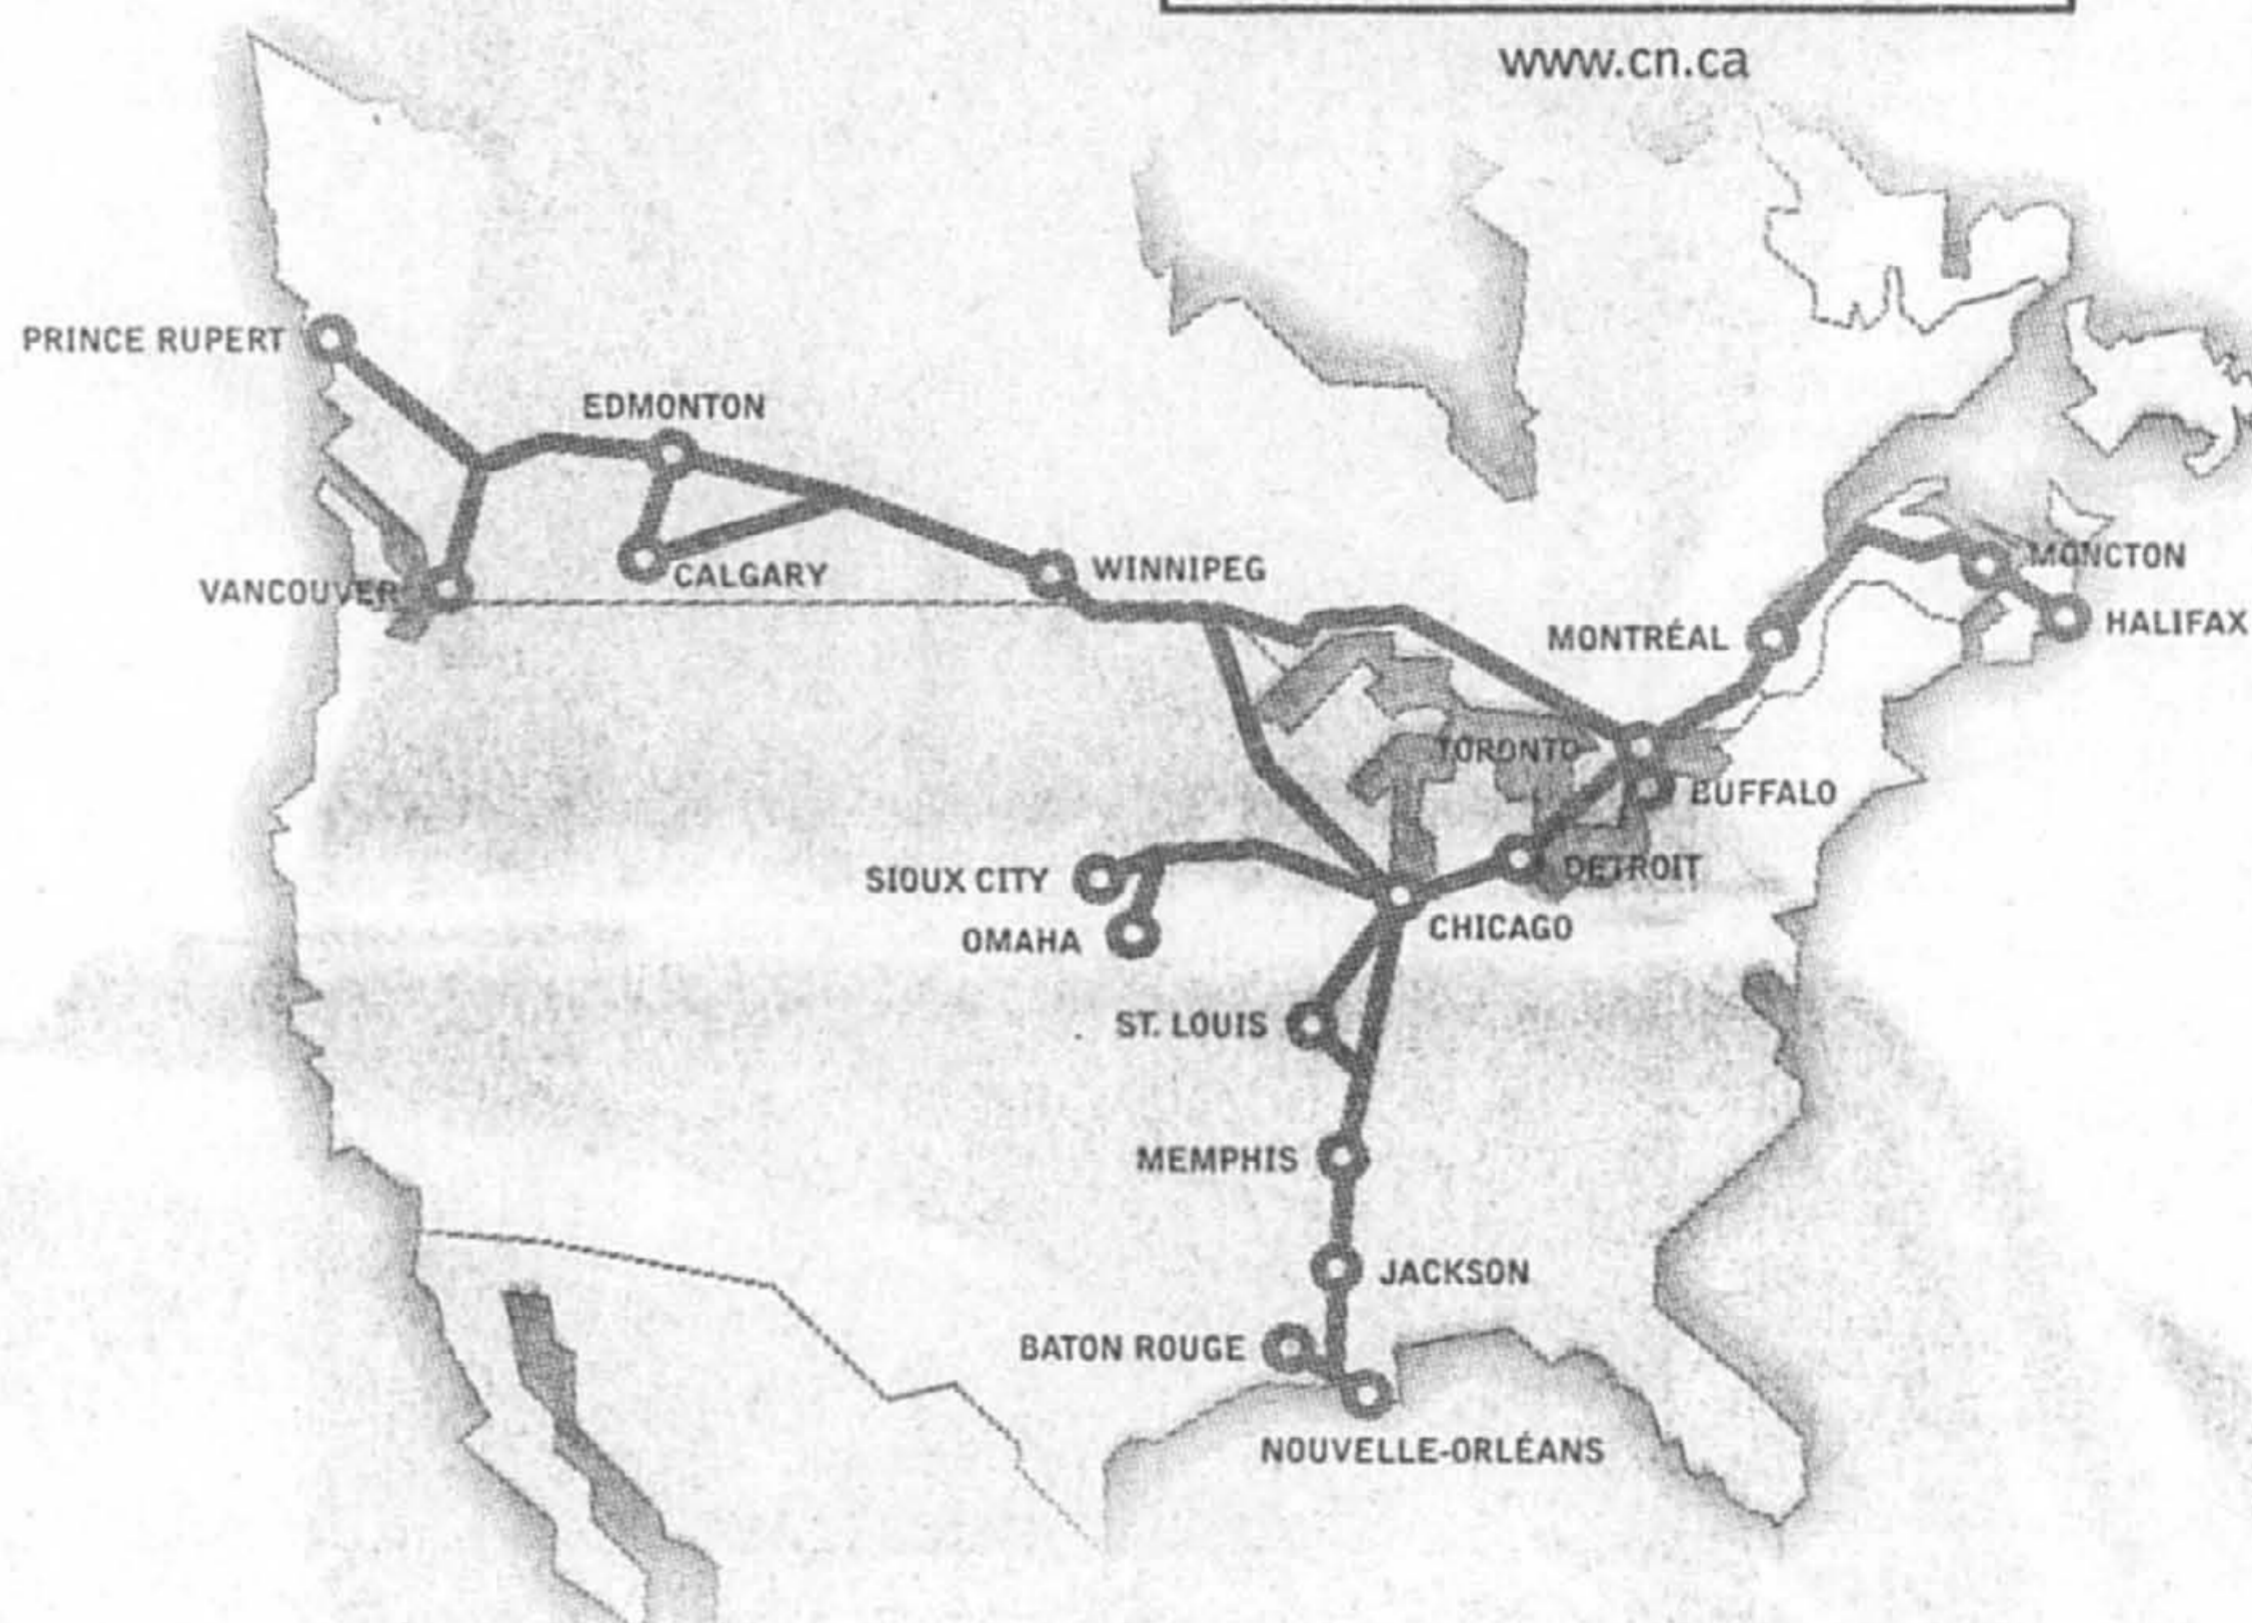 www.cn.ca
PRINCE RUPERT
EDMONTON
VANCOUVER
CALGARY
WINNIPEG
MONCTON
HALIFAX
MONTRÉAL
TORONTO
BUFFALO
DETROIT
SIOUX CITY
OMAHA
CHICAGO
ST. LOUIS
MEMPHIS
JACKSON
BATON ROUGE
NOUVELLE-ORLÉANS